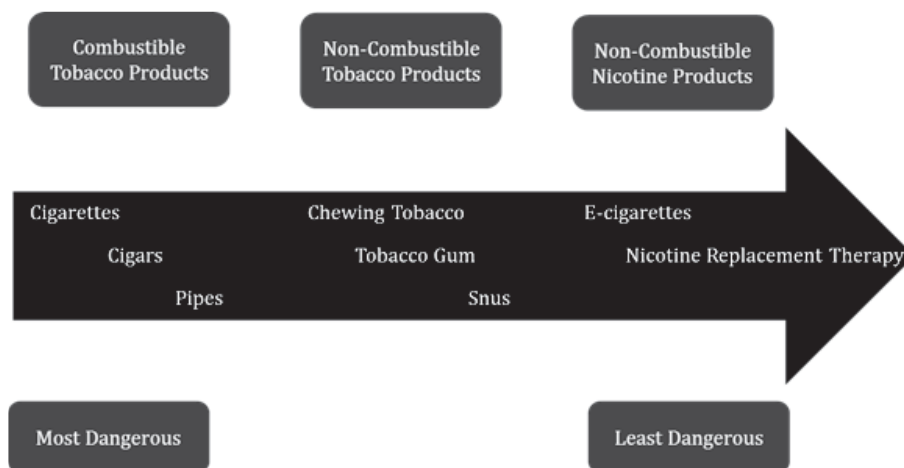 Combustible
Tobacco Products
Non-Combustible
Tobacco Products
Non-Combustible
Nicotine Products
Cigarettes
Chewing Tobacco
E-cigarettes
Cigars
Tobacco Gum
Nicotine Replacement Therapy
Pipes
Snus
Most Dangerous
Least Dangerous